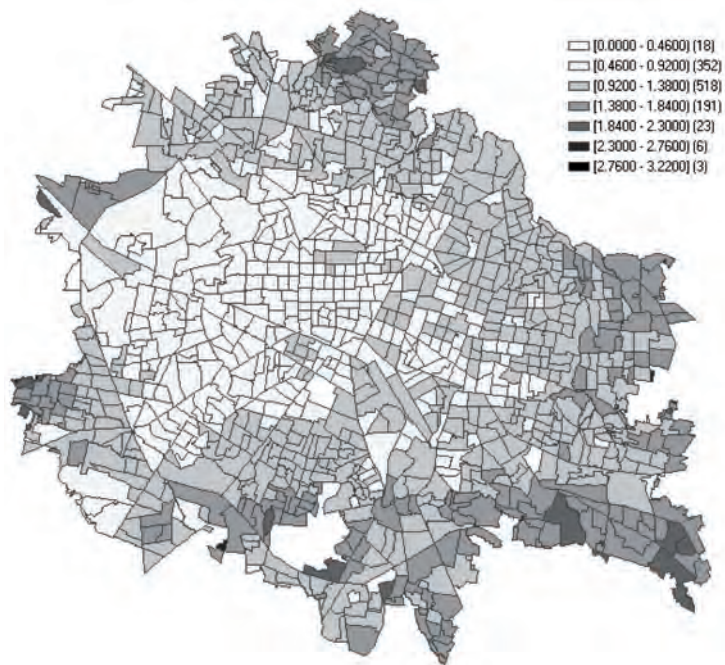 [0.0000 - 0.4600) (18)
[0.4600 - 0.9200) (352)
[0.9200 - 1.3800) (518)
[1.3800 - 1.8400) (191)
[1.8400 - 2.3000) (23)
[2.3000 - 2.7600) (6)
[2.7600 - 3.2200] (3)